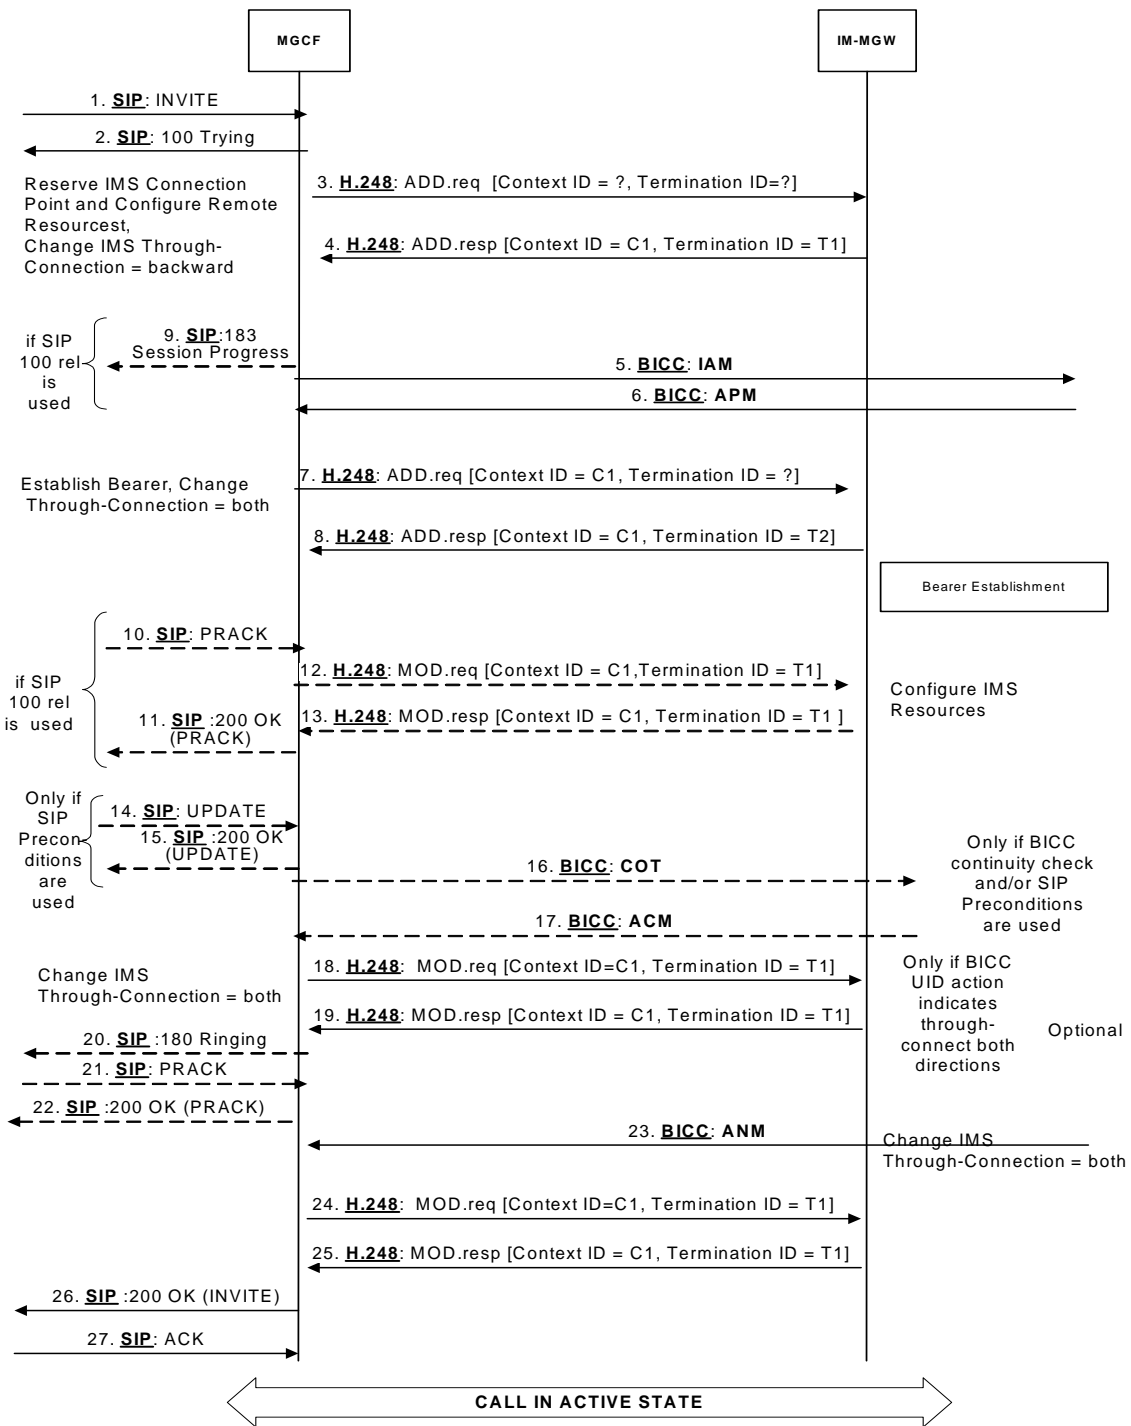 MGCF
IM-MGW
1. SIP: INVITE
2. SIP: 100 Trying
Reserve IMS Connection
Point and Configure Remote
Resourcest,
Change IMS Through-
Connection = backward
3. H.248: ADD.req [Context ID = ?, Termination ID=?]
4. H.248: ADD.resp [Context ID = C1, Termination ID = T1]
if SIP
100 rel
is
used
9. SIP:183
Session Progress
5. BICC: IAM
6. BICC: APM
Establish Bearer, Change
Through-Connection = both
7. H.248: ADD.req [Context ID = C1, Termination ID = ?]
8. H.248: ADD.resp [Context ID = C1, Termination ID = T2]
Bearer Establishment
if SIP
100 rel
is used
10. SIP: PRACK
12. H.248: MOD.req [Context ID = C1,Termination ID = T1]
11. SIP :200 OK
(PRACK)
13. H.248: MOD.resp [Context ID = C1, Termination ID = T1 ]
Configure IMS
Resources
Only if
SIP
Precon-
ditions
are
used
14. SIP: UPDATE
15. SIP :200 OK
(UPDATE)
16. BICC: COT
Only if BICC
continuity check
and/or SIP
Preconditions
are used
17. BICC: ACM
Change IMS
Through-Connection = both
18. H.248: MOD.req [Context ID=C1, Termination ID = T1]
19. H.248: MOD.resp [Context ID = C1, Termination ID = T1]
Only if BICC
UID action
indicates
through-
connect both
directions
Optional
20. SIP :180 Ringing
21. SIP: PRACK
22. SIP :200 OK (PRACK)
23. BICC: ANM
Change IMS
Through-Connection = both
24. H.248: MOD.req [Context ID=C1, Termination ID = T1]
25. H.248: MOD.resp [Context ID = C1, Termination ID = T1]
26. SIP :200 OK (INVITE)
27. SIP: ACK
CALL IN ACTIVE STATE